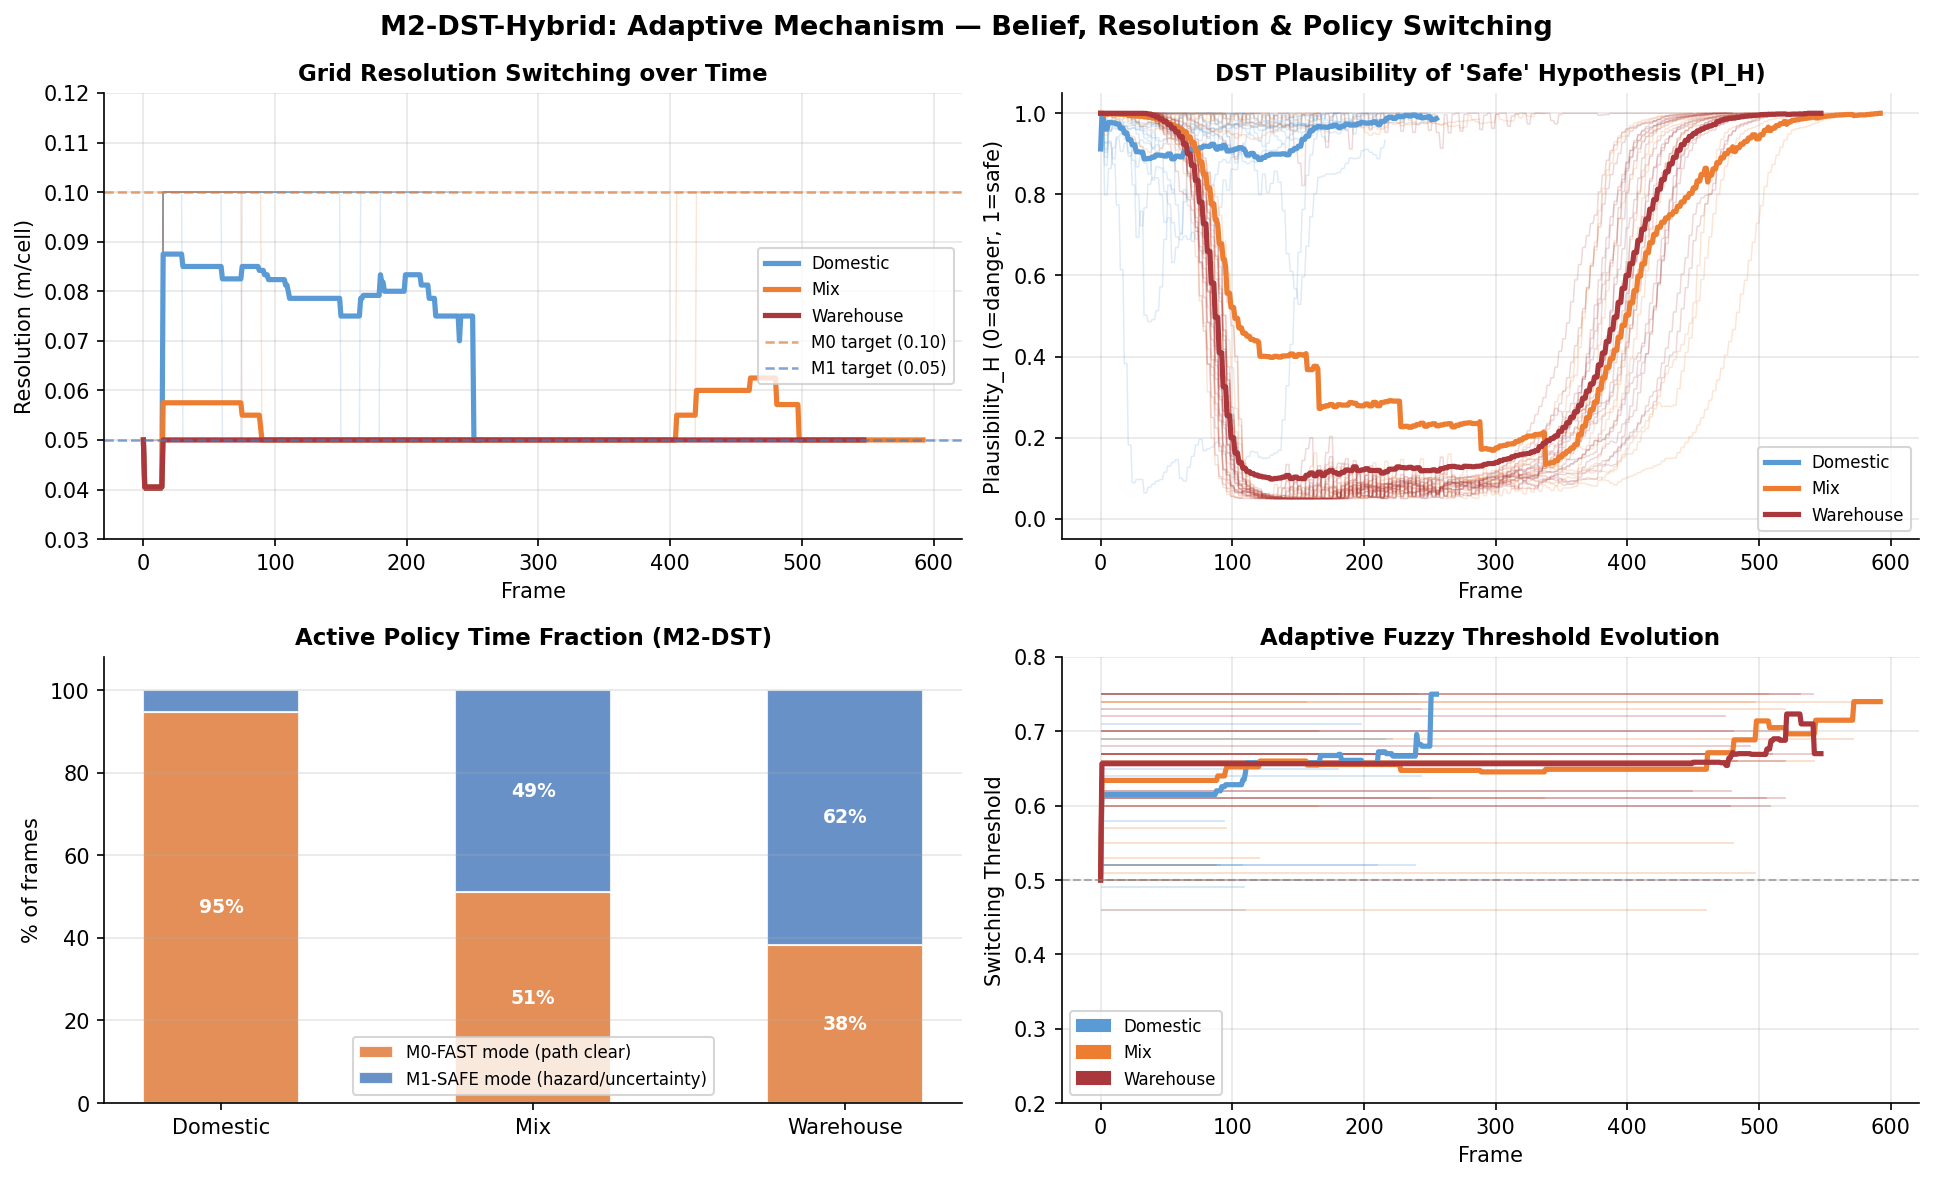 M2-DST-Hybrid: Adaptive Mechanism — Belief, Resolution & Policy Switching
Grid Resolution Switching over Time
Resolution (m/cell)
0.12
0.11
0.10
0.09
0.08
0.07
0.06
0.05
0.04
0.03
Domestic
Mix
Warehouse
M0 target (0.10)
M1 target (0.05)
0 100 200 300 400 500 600
Frame
DST Plausibility of 'Safe' Hypothesis (Pl_H)
Plausibility_H (0=danger, 1=safe)
1.0
0.8
0.6
0.4
0.2
0.0
Domestic
Mix
Warehouse
0 100 200 300 400 500 600
Frame
Active Policy Time Fraction (M2-DST)
% of frames
100
80
60
40
20
0
95%
49%
51%
62%
38%
M0-FAST mode (path clear)
M1-SAFE mode (hazard/uncertainty)
Domestic Mix Warehouse
Adaptive Fuzzy Threshold Evolution
Switching Threshold
0.8
0.7
0.6
0.5
0.4
0.3
0.2
Domestic
Mix
Warehouse
0 100 200 300 400 500 600
Frame